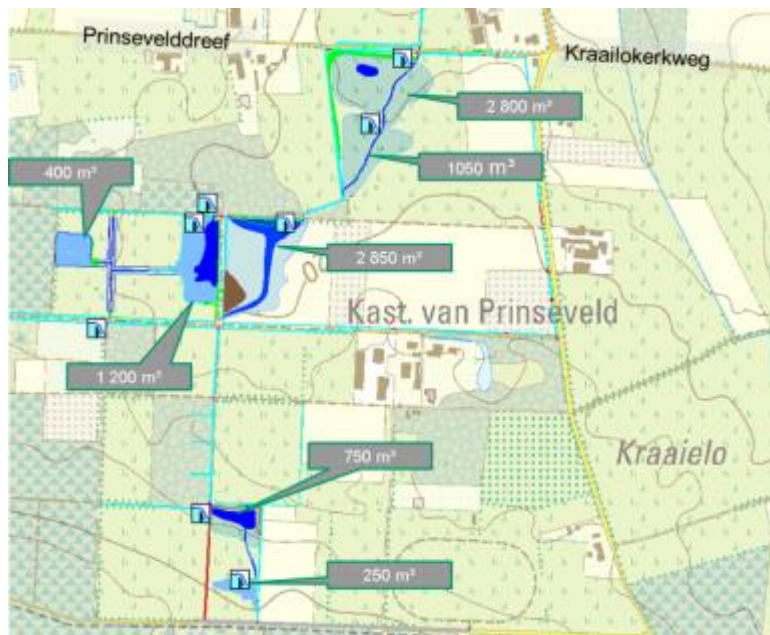 Prinsevelddreef
Kraailokerkweg
2 800 m³
400 m³
1050 m³
2 850 m³
Kast. van Prinseveld
1 200 m³
750 m³
Kraaielo
250 m³